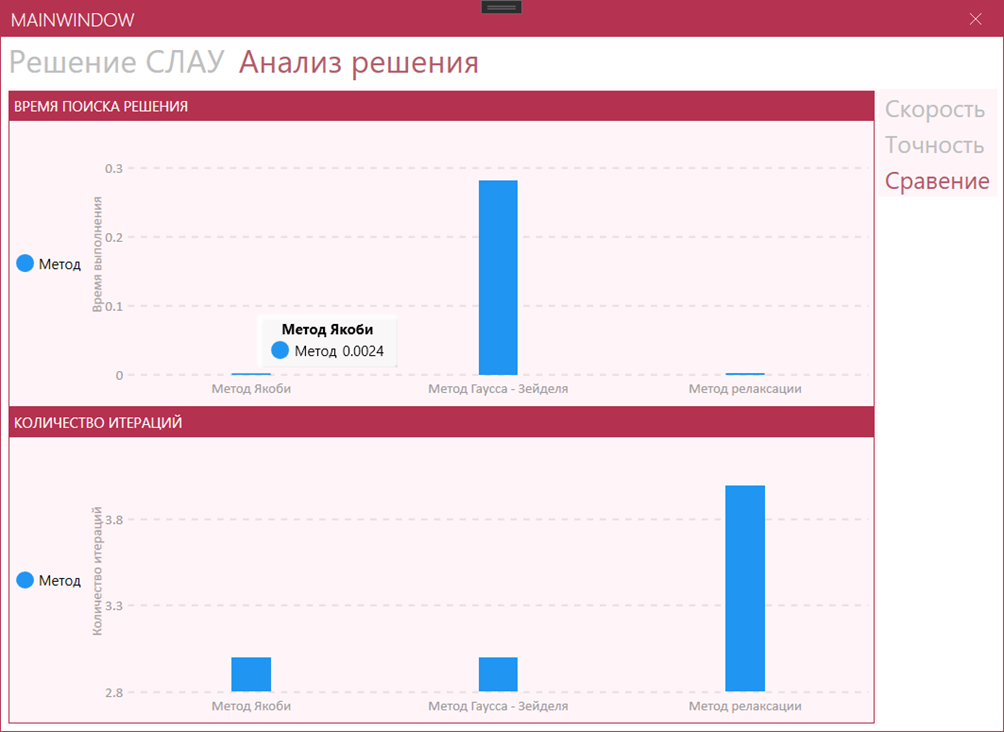 MAINWINDOW
Решение СЛАУ Анализ решения
ВРЕМЯ ПОИСКА РЕШЕНИЯ
Скорость
Точность
Сравение
Метод
Время выполнения
0.3
0.2
0.1
0
Метод Якоби
Метод 0.0024
Метод Якоби Метод Гаусса - Зейделя Метод релаксации
КОЛИЧЕСТВО ИТЕРАЦИЙ
Метод
Количество итераций
3.8
3.3
2.8
Метод Якоби Метод Гаусса - Зейделя Метод релаксации